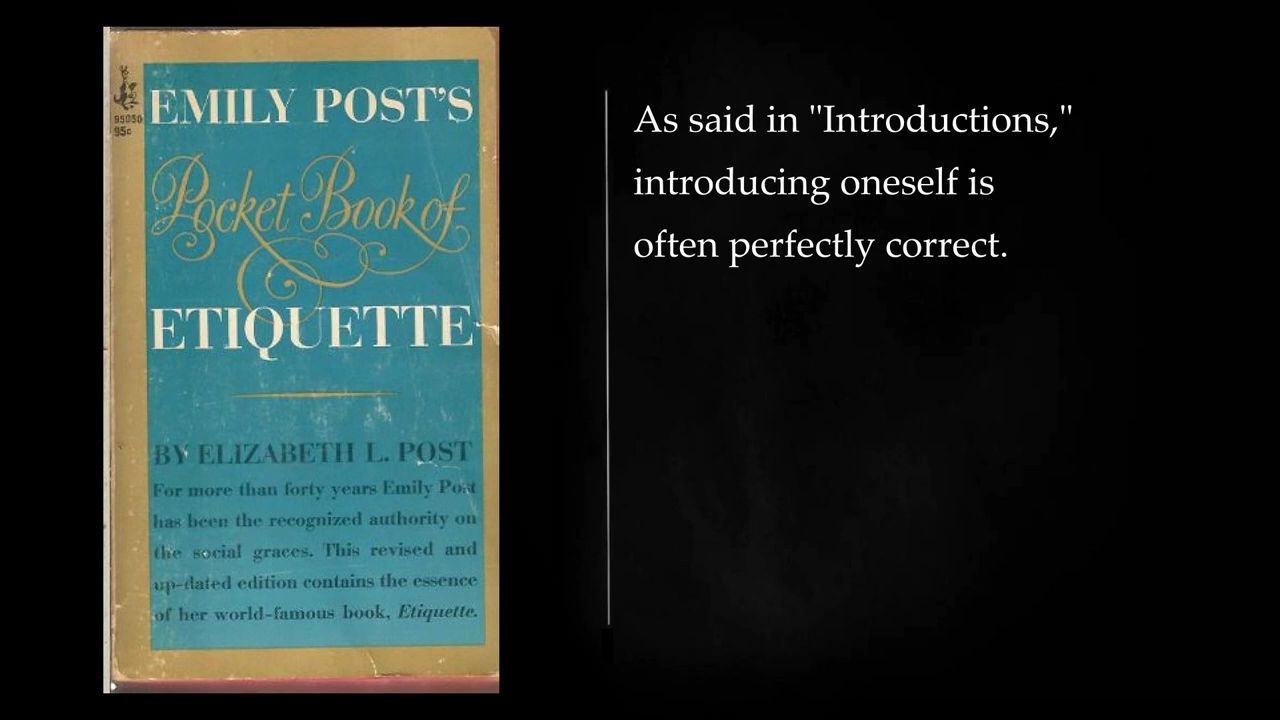 EMILY POST'S
Pocket Book of
ETIQUETTE
95050
95c
BY ELIZABETH L. POST
For more than forty years Emily Post
has been the recognized authority on
the social graces. This revised and
up-dated edition contains the essence
of her world-famous book, Etiquette.
As said in "Introductions,"
introducing oneself is
often perfectly correct.